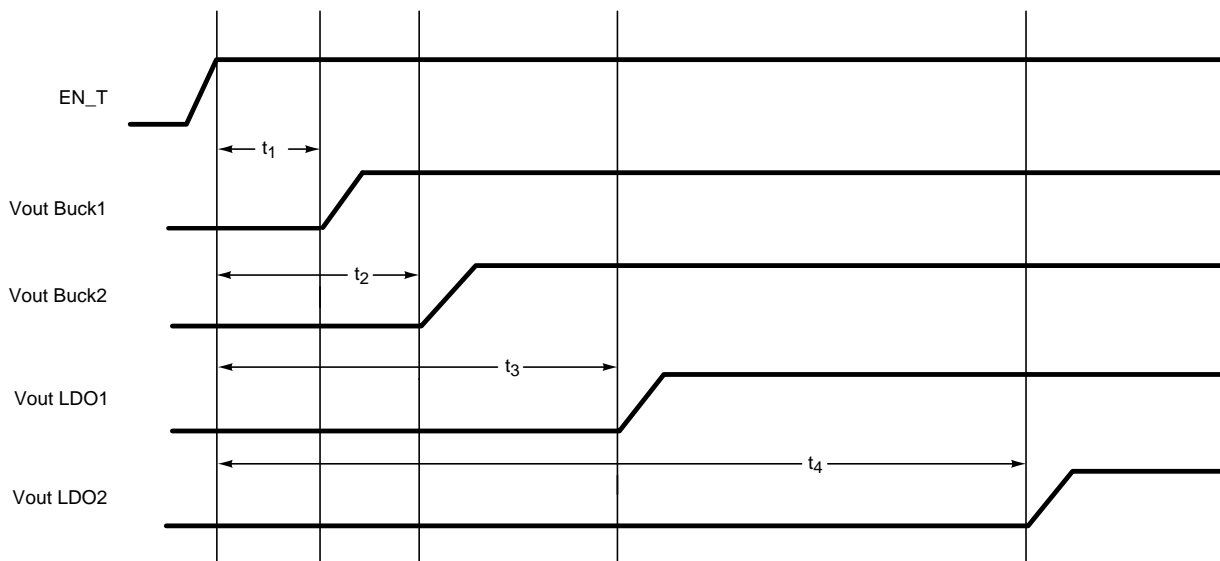 EN_T
t1
Vout Buck1
t2
Vout Buck2
t3
Vout LDO1
t4
Vout LDO2